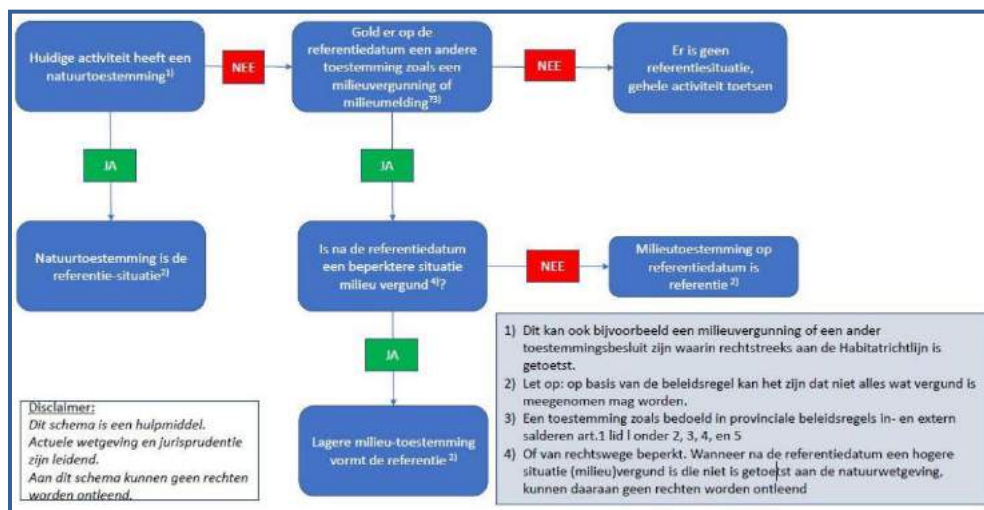 Huidige activiteit heeft een
natuurtoestemming1)
NEE
Gold er op de
referentiedatum een andere
toestemming zoals een
milieuvergunning of
milieumelding?3)
NEE
Er is geen
referentiesituatie,
gehele activiteit toetsen
JA
JA
Natuurtoestemming is de
referentie-situatie2)
Is na de referentiedatum
een beperktere situatie
milieu vergund 4)?
NEE
Milieutoestemming op
referentiedatum is
referentie 2)
JA
Lagere milieu-toestemming
vormt de referentie 2)
Disclaimer:
Dit schema is een hulpmiddel.
Actuele wetgeving en jurisprudentie
zijn leidend.
Aan dit schema kunnen geen rechten
worden ontleend.
1) Dit kan ook bijvoorbeeld een milieuvergunning of een ander
toestemmingsbesluit zijn waarin rechtstreeks aan de Habitatrichtlijn is
getoetst.
2) Let op: op basis van de beleidsregel kan het zijn dat niet alles wat vergund is
meegenomen mag worden.
3) Een toestemming zoals bedoeld in provinciale beleidsregels in- en extern
salderen art.1 lid l onder 2, 3, 4, en 5
4) Of van rechtswege beperkt. Wanneer na de referentiedatum een hogere
situatie (milieu)vergund is die niet is getoetst aan de natuurwetgeving,
kunnen daaraan geen rechten worden ontleend